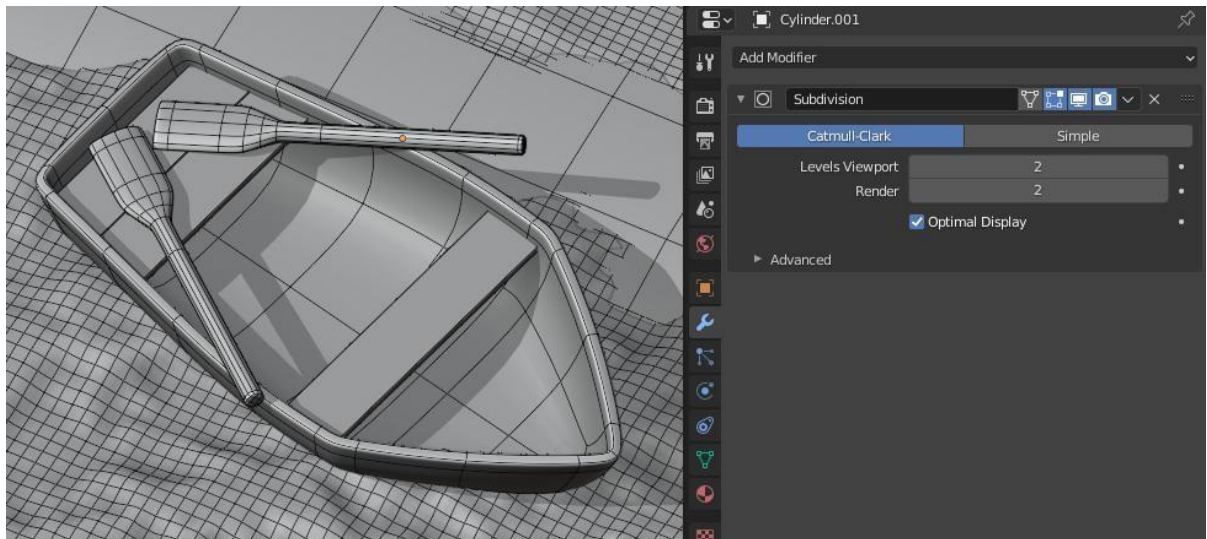 Cylinder.001
Add Modifier
Subdivision
Catmull-Clark Simple
Levels Viewport 2
Render 2
Optimal Display
Advanced